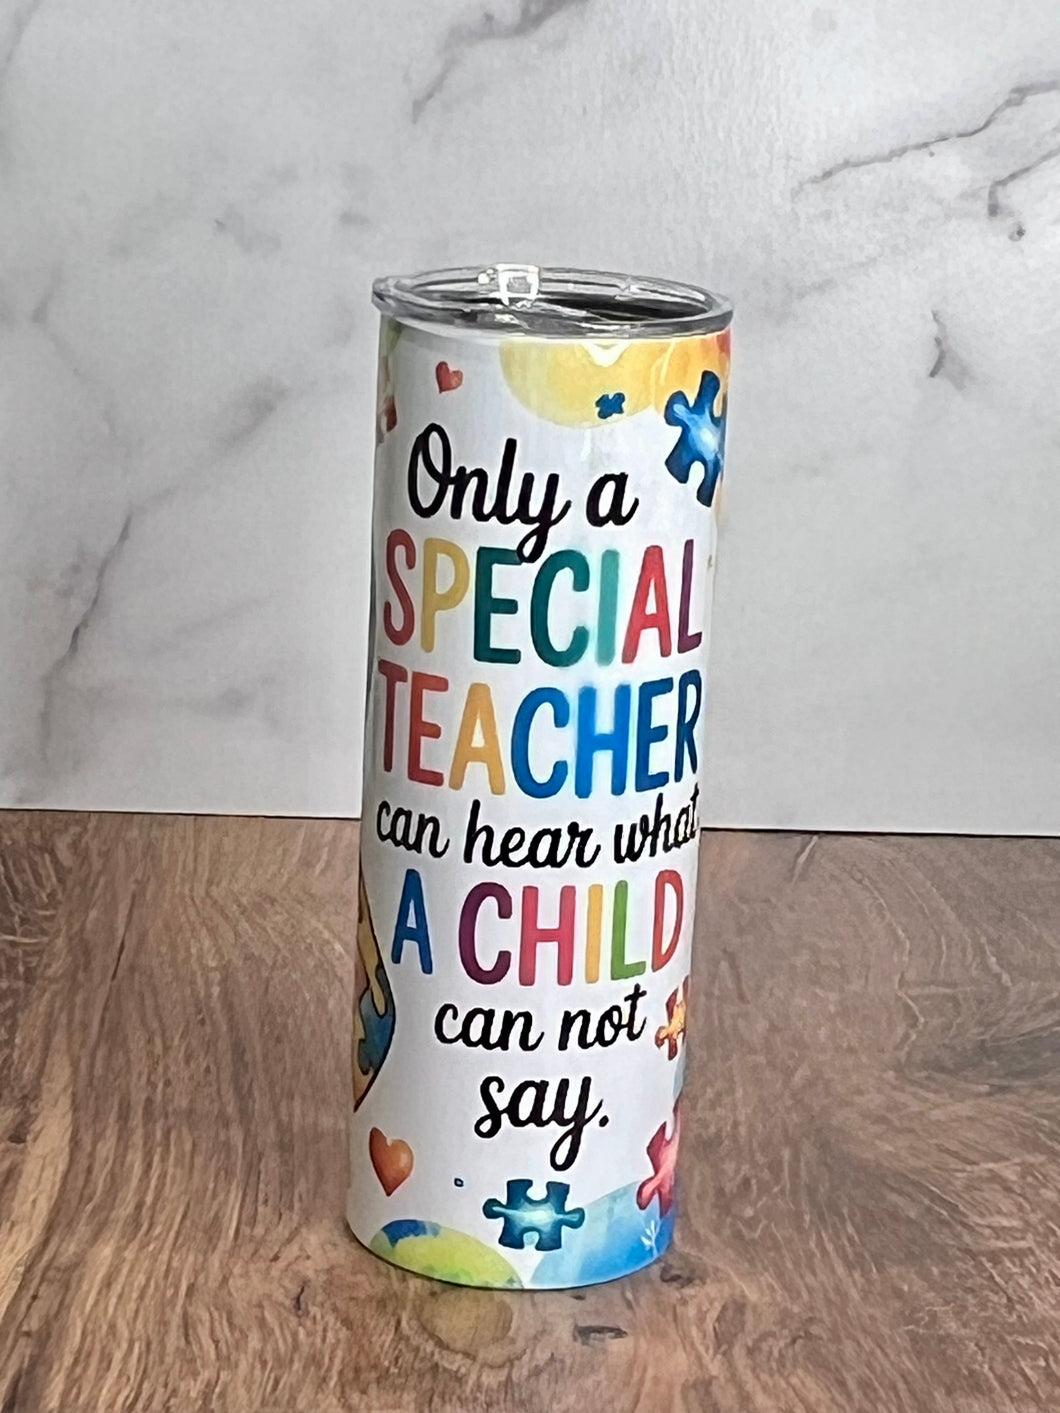 Only a
SPECIAL
TEACHER
can hear what
A CHILD
can not
say.